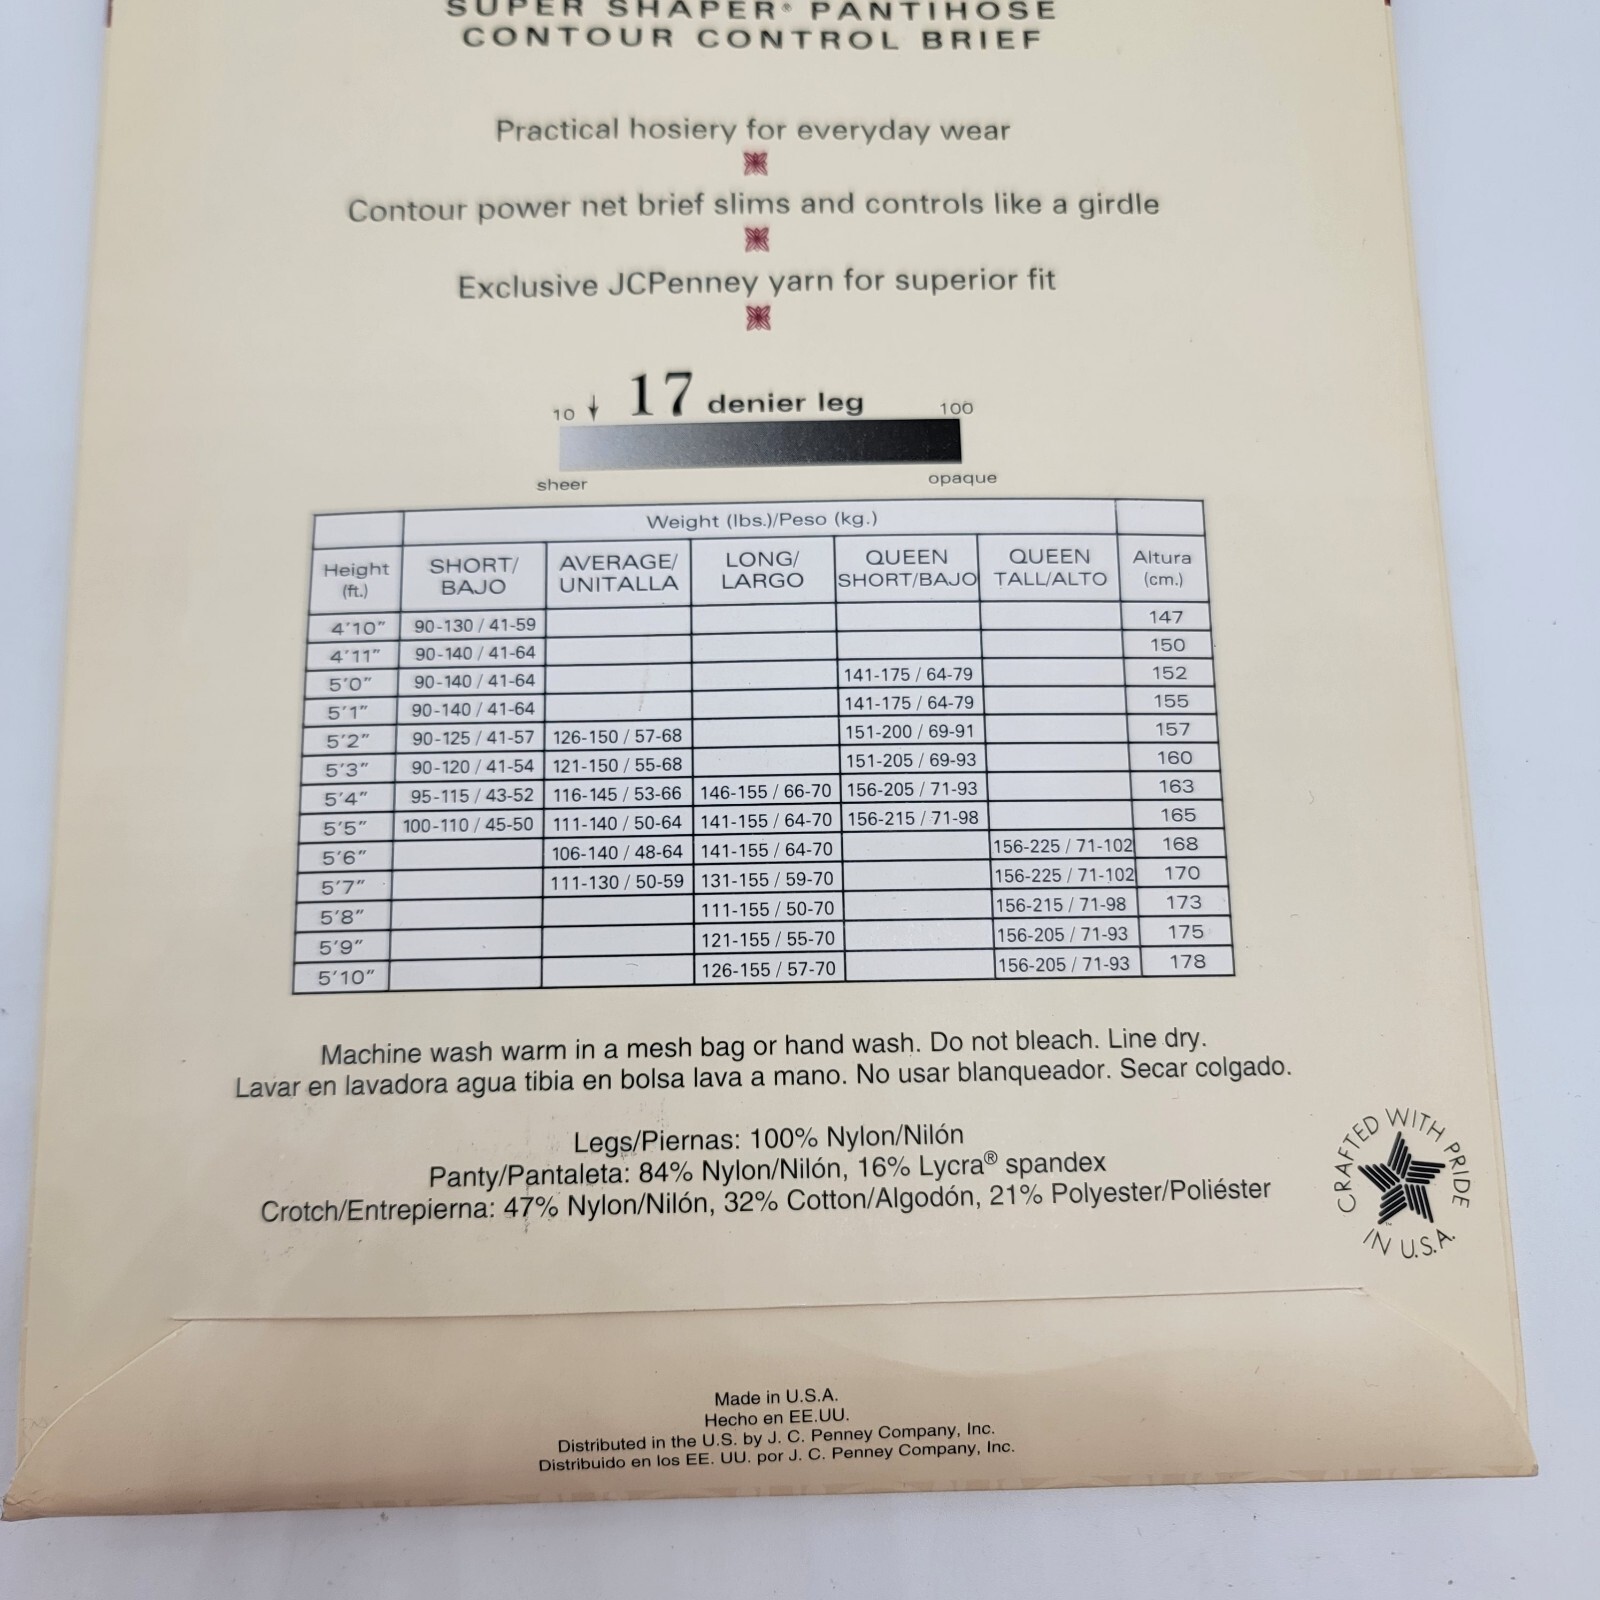 SUPER SHAPER® PANTIHOSE
CONTOUR CONTROL BRIEF
Practical hosiery for everyday wear
Contour power net brief slims and controls like a girdle
Exclusive JCPenney yarn for superior fit
10 17 denier leg 100
sheer opaque
Weight (lbs.)/Peso (kg.)
Height (ft.) SHORT/BAJO AVERAGE/UNITALLA LONG/LARGO QUEEN SHORT/BAJO QUEEN TALL/ALTO Altura (cm.)
4'10" 90-130 / 41-59 147
4'11" 90-140 / 41-64 150
5'0" 90-140 / 41-64 141-175 / 64-79 152
5'1" 90-140 / 41-64 141-175 / 64-79 155
5'2" 90-125 / 41-57 126-150 / 57-68 151-200 / 69-91 157
5'3" 90-120 / 41-54 121-150 / 55-68 151-205 / 69-93 160
5'4" 95-115 / 43-52 116-145 / 53-66 146-155 / 66-70 156-205 / 71-93 163
5'5" 100-110 / 45-50 111-140 / 50-64 141-155 / 64-70 156-215 / 71-98 165
5'6" 106-140 / 48-64 141-155 / 64-70 156-225 / 71-102 168
5'7" 111-130 / 50-59 131-155 / 59-70 156-225 / 71-102 170
5'8" 111-155 / 50-70 156-215 / 71-98 173
5'9" 121-155 / 55-70 156-205 / 71-93 175
5'10" 126-155 / 57-70 156-205 / 71-93 178
Machine wash warm in a mesh bag or hand wash. Do not bleach. Line dry.
Lavar en lavadora agua tibia en bolsa lava a mano. No usar blanqueador. Secar colgado.
Legs/Piernas: 100% Nylon/Nilón
Panty/Pantaleta: 84% Nylon/Nilón, 16% Lycra® spandex
Crotch/Entrepierna: 47% Nylon/Nilón, 32% Cotton/Algodón, 21% Polyester/Poliéster
CRAFTED WITH PRIDE
IN U.S.A.
Made in U.S.A.
Hecho en EE.UU.
Distributed in the U.S. by J. C. Penney Company, Inc.
Distribuido en los EE. UU. por J. C. Penney Company, Inc.